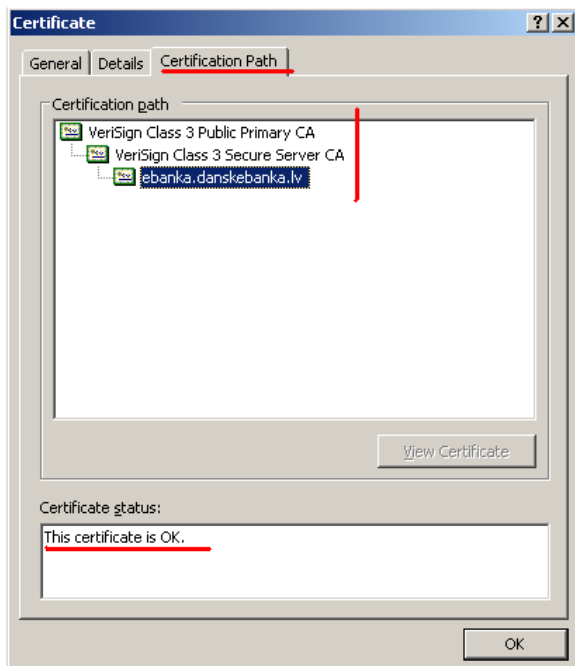 Certificate
General Details Certification Path
Certification path
VeriSign Class 3 Public Primary CA
VeriSign Class 3 Secure Server CA
ebanka.danskebanka.lv
View Certificate
Certificate status:
This certificate is OK.
OK